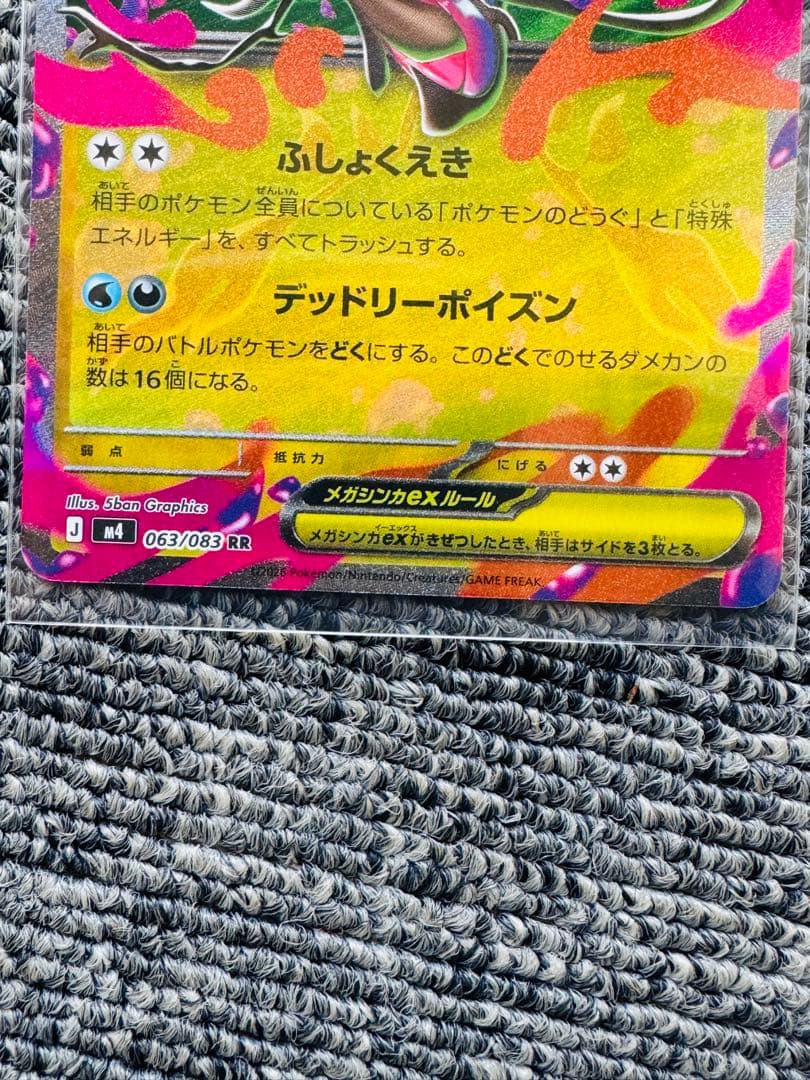 ふしょくえき
相手のポケモン全員についている「ポケモンのどうぐ」と「特殊
エネルギー」を、すべてトラッシュする。
デッドリーポイズン
相手のバトルポケモンをどくにする。このどくでのせるダメカンの
数は16個になる。
弱点 抵抗力 にげる
メガシンカexルール
メガシンカexがきぜつしたとき、相手はサイドを3枚とる。
Illus. 5ban Graphics
J M4 063/083 RR
©2026 Pokémon/Nintendo/Creatures/GAME FREAK.